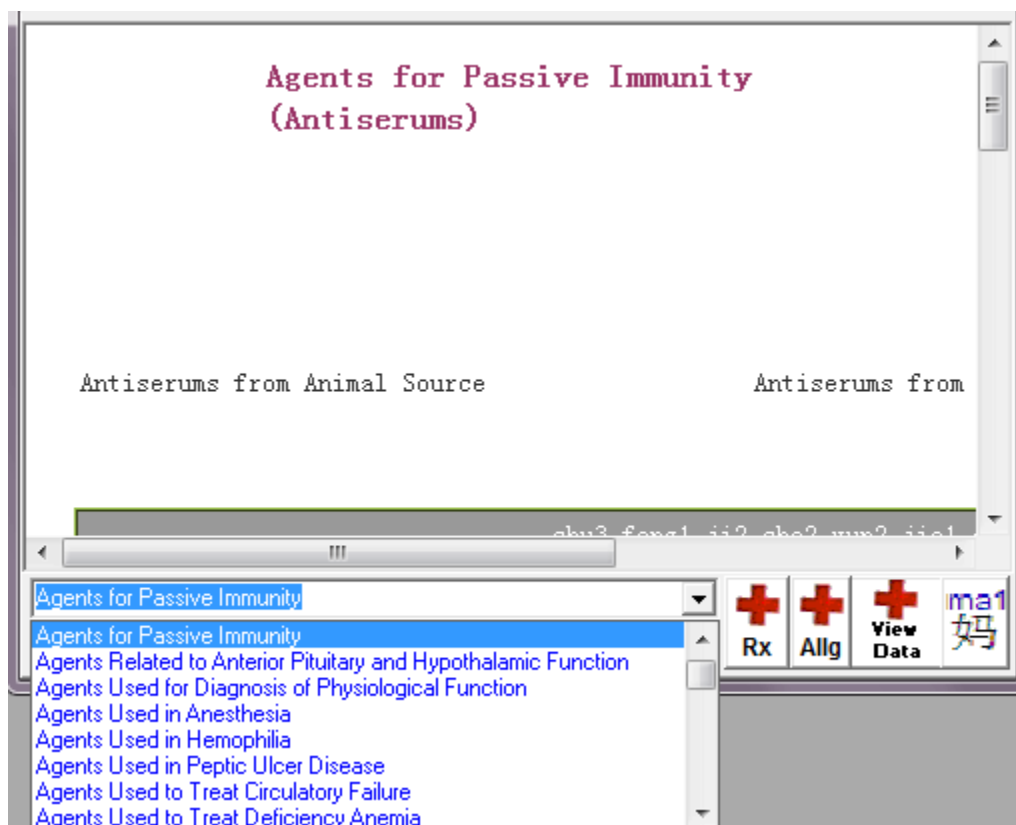 Agents for Passive Immunity
(Antiserums)
Antiserums from Animal Source Antiserums from
Agents for Passive Immunity
Rx
Allg
View
Data
ma1
妈
Agents for Passive Immunity
Agents Related to Anterior Pituitary and Hypothalamic Function
Agents Used for Diagnosis of Physiological Function
Agents Used in Anesthesia
Agents Used in Hemophilia
Agents Used in Peptic Ulcer Disease
Agents Used to Treat Circulatory Failure
Agents Used to Treat Deficiency Anemia